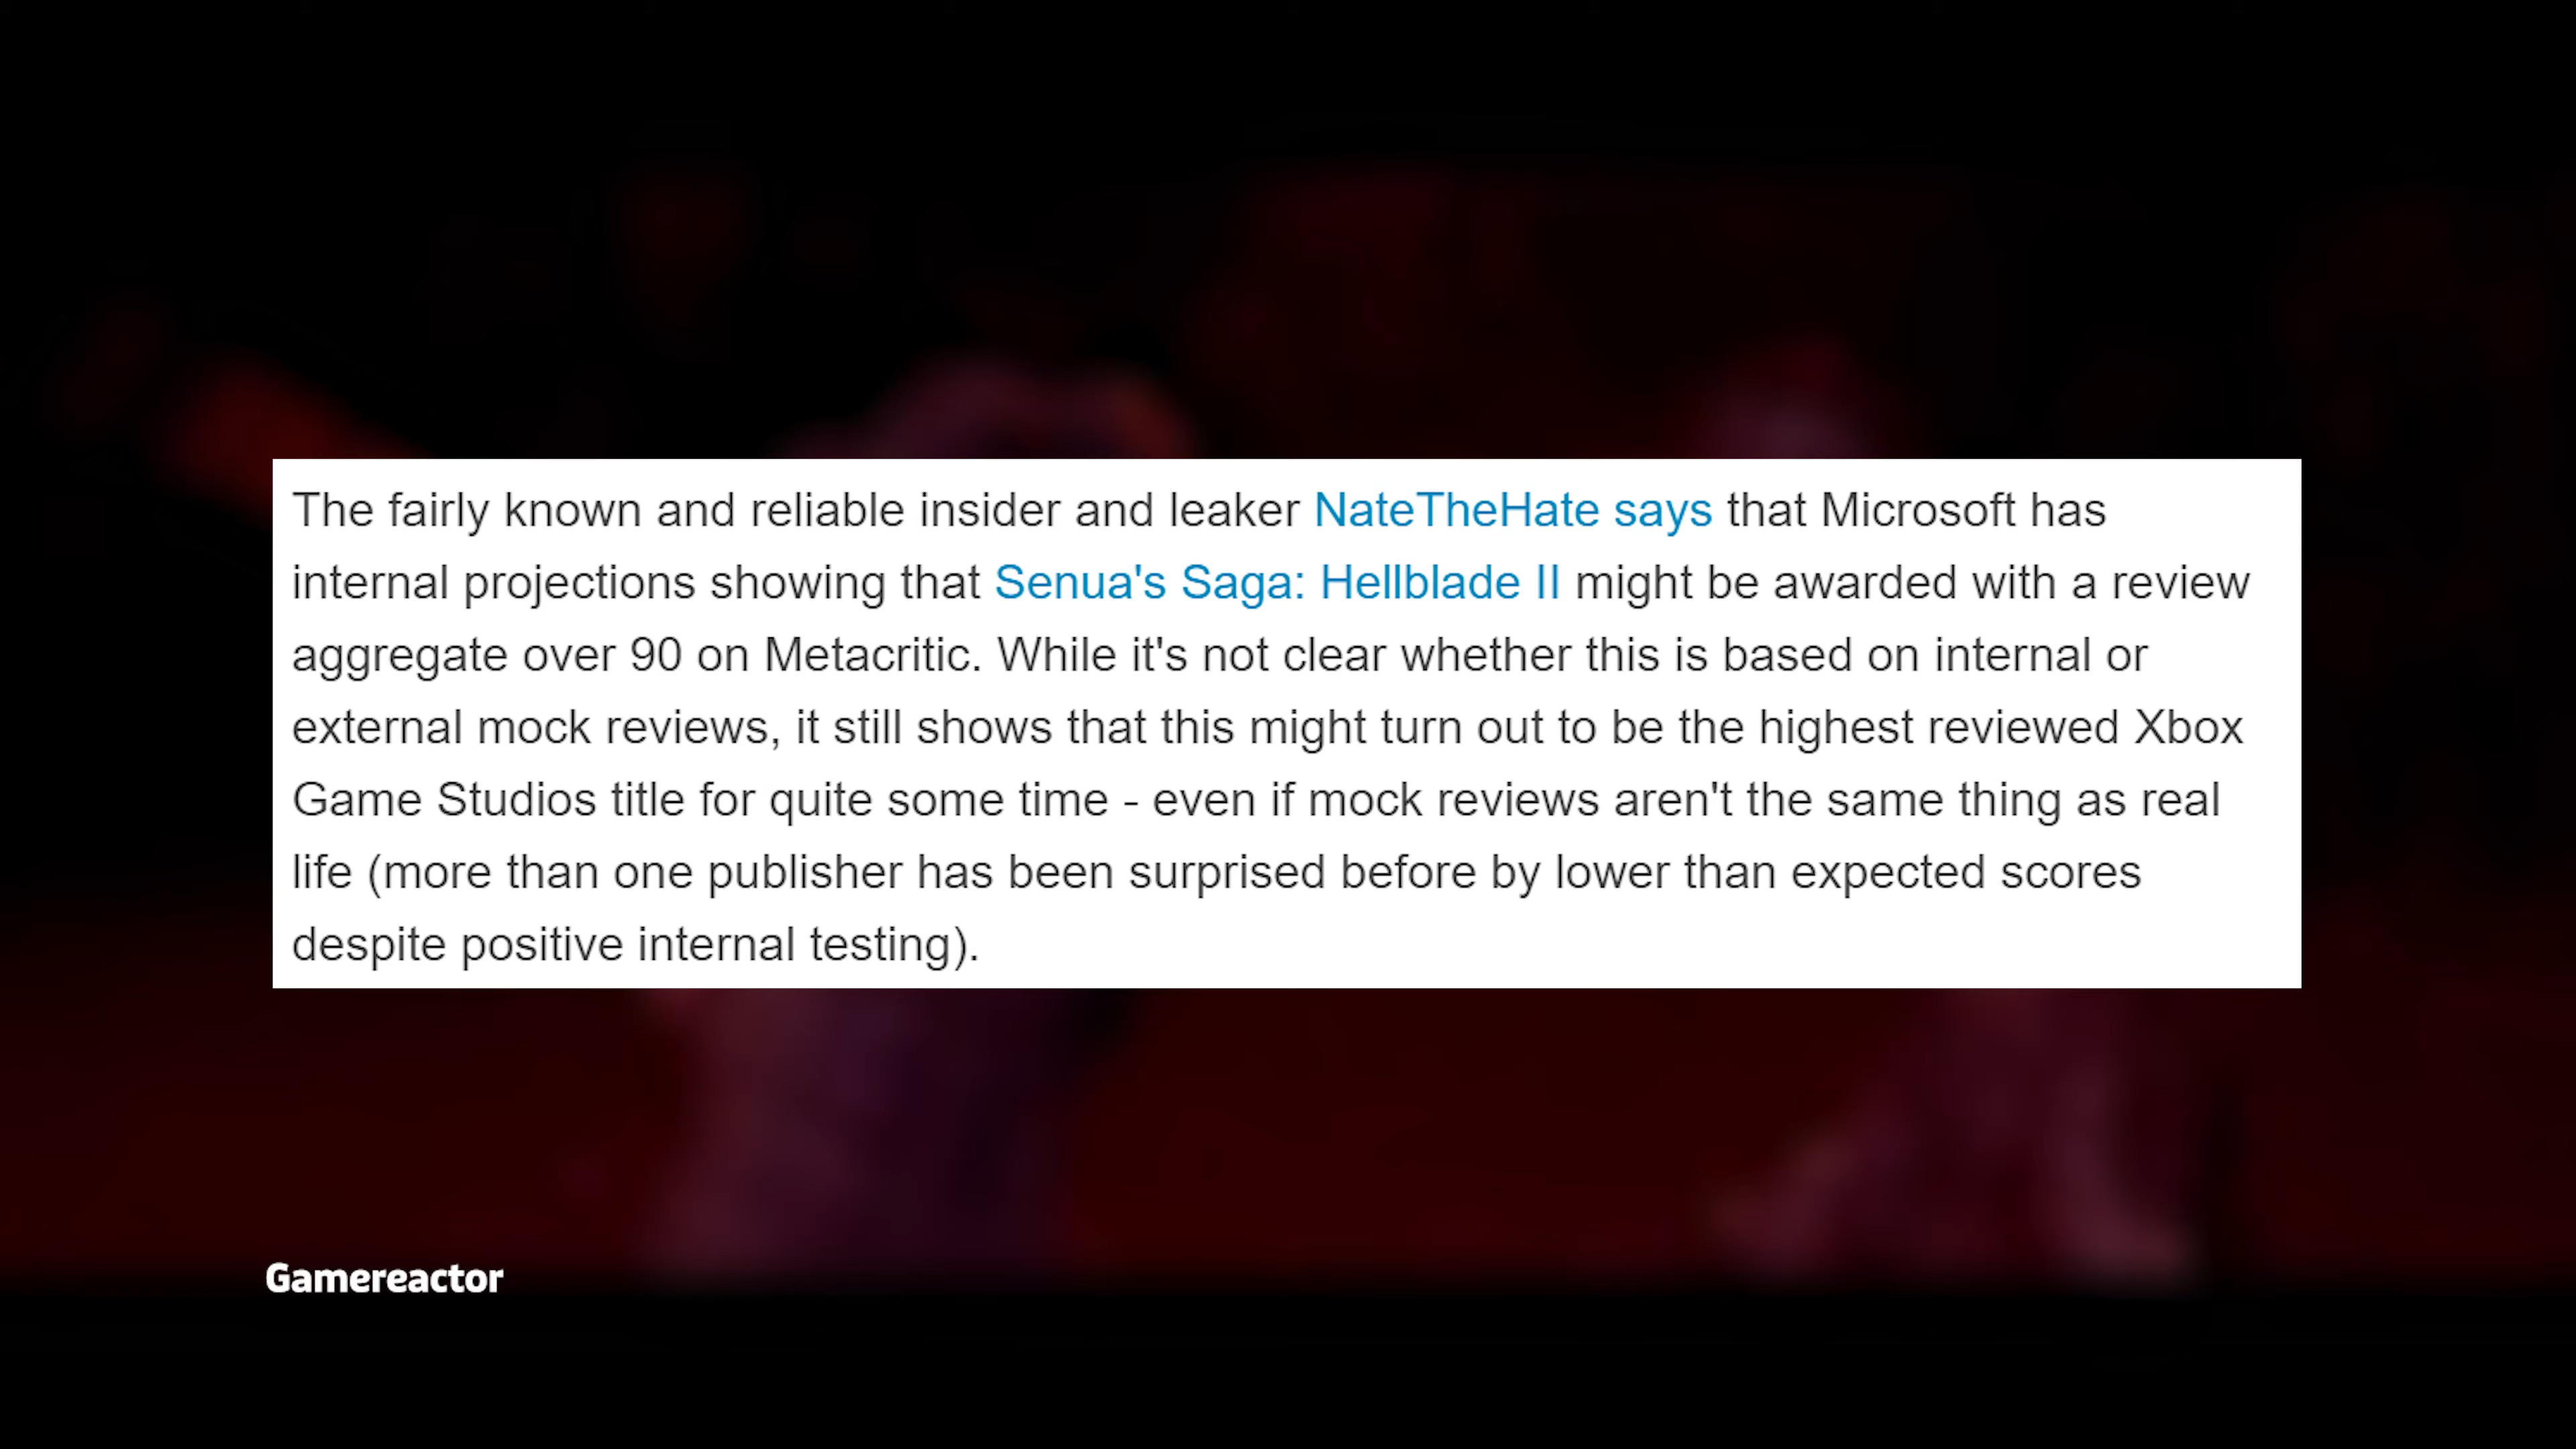 The fairly known and reliable insider and leaker NateTheHate says that Microsoft has
internal projections showing that Senua's Saga: Hellblade II might be awarded with a review
aggregate over 90 on Metacritic. While it's not clear whether this is based on internal or
external mock reviews, it still shows that this might turn out to be the highest reviewed Xbox
Game Studios title for quite some time - even if mock reviews aren't the same thing as real
life (more than one publisher has been surprised before by lower than expected scores
despite positive internal testing).
Gamereactor